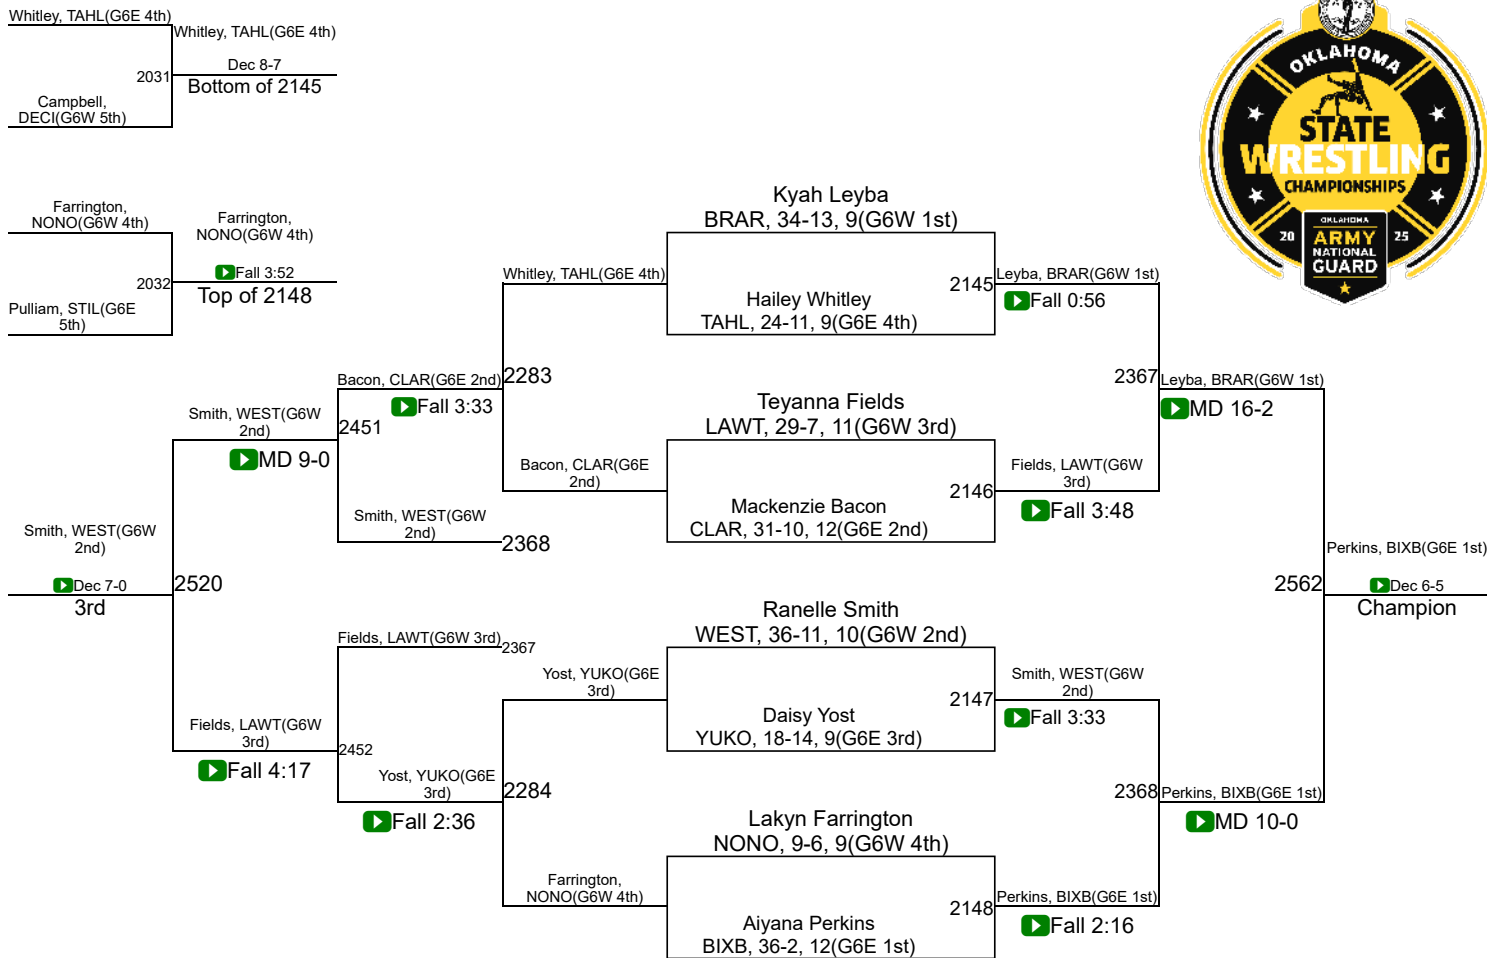 Whitley, TAHL(G6E 4th)
Whitley, TAHL(G6E 4th)
Dec 8-7
2031
Bottom of 2145
Campbell,
DECI(G6W 5th)
Farrington,
NONO(G6W 4th)
Farrington,
NONO(G6W 4th)
Fall 3:52
2032
Top of 2148
Pulliam, STIL(G6E
5th)
OKLAHOMA
STATE
WRESTLING
CHAMPIONSHIPS
20
25
OKLAHOMA
ARMY
NATIONAL
GUARD
Kyah Leyba
BRAR, 34-13, 9(G6W 1st)
Whitley, TAHL(G6E 4th)
2145
Leyba, BRAR(G6W 1st)
Fall 0:56
Hailey Whitley
TAHL, 24-11, 9(G6E 4th)
Bacon, CLAR(G6E 2nd)
2283
Fall 3:33
2367
Leyba, BRAR(G6W 1st)
MD 16-2
Smith, WEST(G6W
2nd)
2451
MD 9-0
Teyanna Fields
LAWT, 29-7, 11(G6W 3rd)
Bacon, CLAR(G6E
2nd)
2146
Fields, LAWT(G6W
3rd)
Fall 3:48
Mackenzie Bacon
CLAR, 31-10, 12(G6E 2nd)
Smith, WEST(G6W
2nd)
2368
Smith, WEST(G6W
2nd)
Dec 7-0
3rd
2520
Perkins, BIXB(G6E 1st)
2562
Dec 6-5
Champion
Ranelle Smith
WEST, 36-11, 10(G6W 2nd)
Fields, LAWT(G6W 3rd)
2367
Yost, YUKO(G6E
3rd)
2147
Smith, WEST(G6W
2nd)
Fall 3:33
Daisy Yost
YUKO, 18-14, 9(G6E 3rd)
Fields, LAWT(G6W
3rd)
2452
Fall 4:17
Yost, YUKO(G6E
3rd)
2284
Fall 2:36
2368
Perkins, BIXB(G6E 1st)
MD 10-0
Lakyn Farrington
NONO, 9-6, 9(G6W 4th)
Farrington,
NONO(G6W 4th)
2148
Perkins, BIXB(G6E 1st)
Fall 2:16
Aiyana Perkins
BIXB, 36-2, 12(G6E 1st)